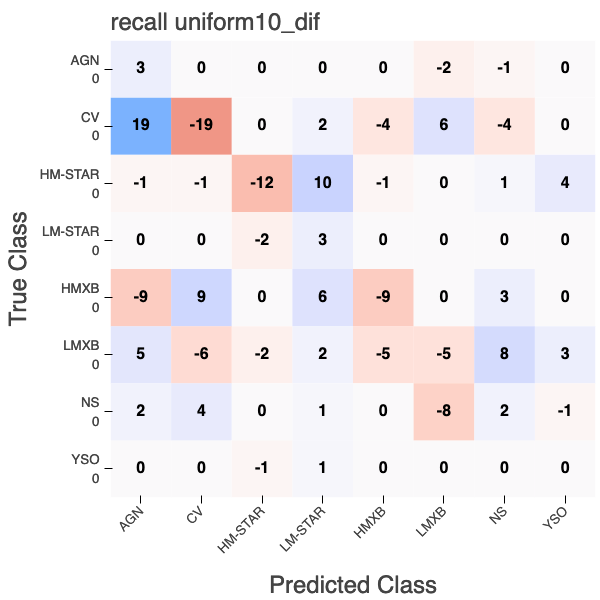 recall uniform10_dif
True Class
AGN
0
3 0 0 0 0 -2 -1 0
CV
0
19 -19 0 2 -4 6 -4 0
HM-STAR
0
-1 -1 -12 10 -1 0 1 4
LM-STAR
0
0 0 -2 3 0 0 0 0
HMXB
0
-9 9 0 6 -9 0 3 0
LMXB
0
5 -6 -2 2 -5 -5 8 3
NS
0
2 4 0 1 0 -8 2 -1
YSO
0
0 0 -1 1 0 0 0 0
AGN CV HM-STAR LM-STAR HMXB LMXB NS YSO
Predicted Class